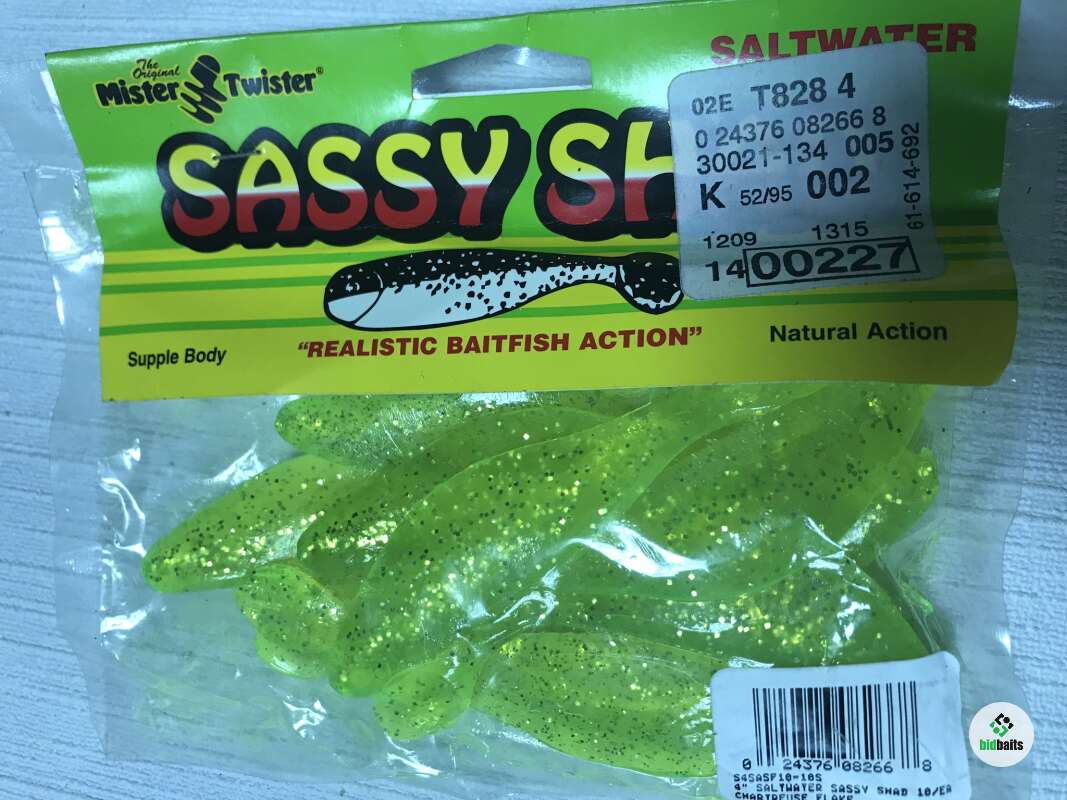 The
Original
Mister Twister®
SALTWATER
SASSY SH
02E T828 4
0 24376 08266 8
30021-134 005
K 52/95 002
61-614-692
1209 1315
14 00227
Supple Body
"REALISTIC BAITFISH ACTION"
Natural Action
0 24376 08266 8
S4SASF10-10S
4" SALTWATER SASSY SHAD 10/EA
CHARTREUSE FLAKE
bidbaits